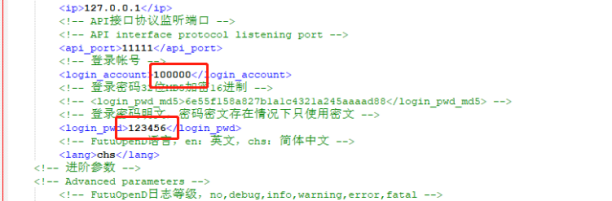 <ip>127.0.0.1</ip>
<!-- API接口协议监听端口 -->
<!-- API interface protocol listening port -->
<api_port>11111</api_port>
<!-- 登录帐号 -->
<login_account>100000</login_account>
<!-- 登录密码32位MD5加密16进制 -->
<!-- <login_pwd_md5>6e55f158a827b1a1c4321a245aaaad88</login_pwd_md5> -->
<!-- 登录密码明文，密码密文存在情况下只使用密文 -->
<login_pwd>123456</login_pwd>
<!-- FutuOpenD语言，en：英文，chs：简体中文 -->
<lang>chs</lang>
<!-- 进阶参数 -->
<!-- Advanced parameters -->
<!-- FutuOpenD日志等级，no,debug,info,warning,error,fatal -->